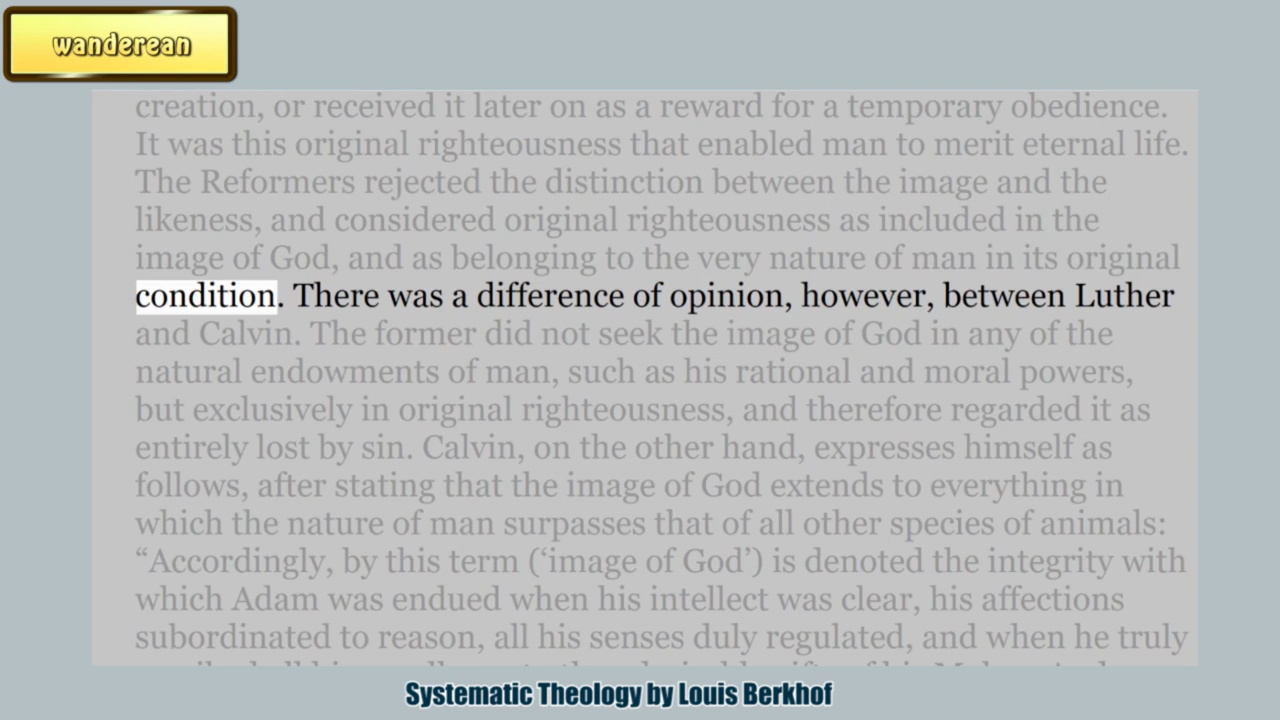 wanderean
creation, or received it later on as a reward for a temporary obedience.
It was this original righteousness that enabled man to merit eternal life.
The Reformers rejected the distinction between the image and the
likeness, and considered original righteousness as included in the
image of God, and as belonging to the very nature of man in its original
condition. There was a difference of opinion, however, between Luther
and Calvin. The former did not seek the image of God in any of the
natural endowments of man, such as his rational and moral powers,
but exclusively in original righteousness, and therefore regarded it as
entirely lost by sin. Calvin, on the other hand, expresses himself as
follows, after stating that the image of God extends to everything in
which the nature of man surpasses that of all other species of animals:
“Accordingly, by this term (‘image of God’) is denoted the integrity with
which Adam was endued when his intellect was clear, his affections
subordinated to reason, all his senses duly regulated, and when he truly
Systematic Theology by Louis Berkhof